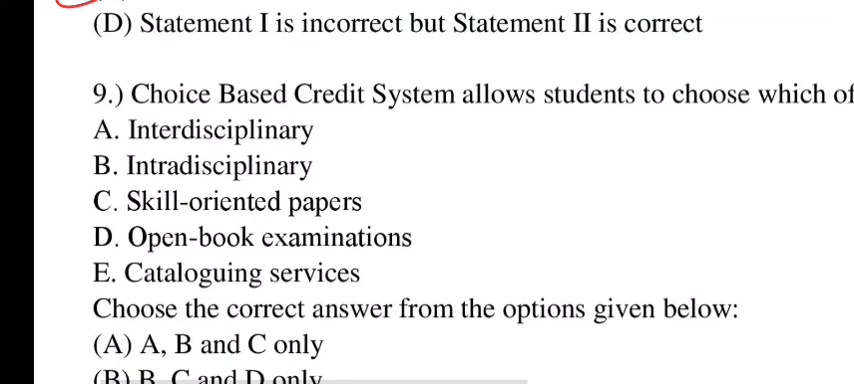 (D) Statement I is incorrect but Statement II is correct
9.) Choice Based Credit System allows students to choose which of
A. Interdisciplinary
B. Intradisciplinary
C. Skill-oriented papers
D. Open-book examinations
E. Cataloguing services
Choose the correct answer from the options given below:
(A) A, B and C only
(B) B, C and D only